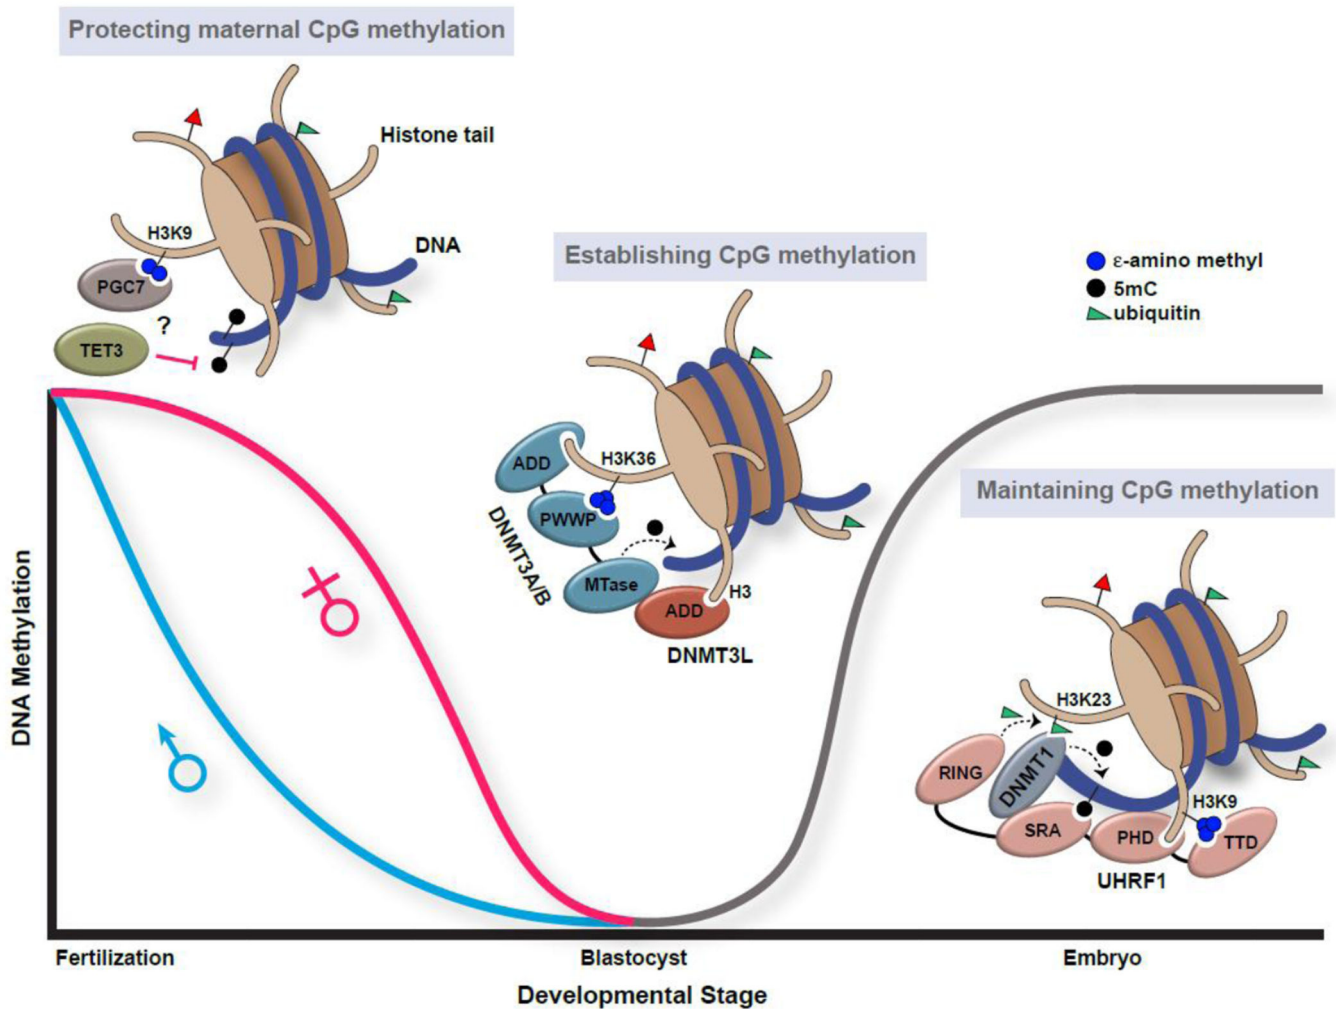 Protecting maternal CpG methylation
Histone tail
H3K9
DNA
PGC7
?
TET3
Establishing CpG methylation
ε-amino methyl
5mC
ubiquitin
ADD
H3K36
PWWP
DNMT3A/B
MTase
H3
ADD
DNMT3L
Maintaining CpG methylation
H3K23
RING
DNMT1
H3K9
SRA
PHD
TTD
UHRF1
DNA Methylation
Fertilization
Blastocyst
Embryo
Developmental Stage